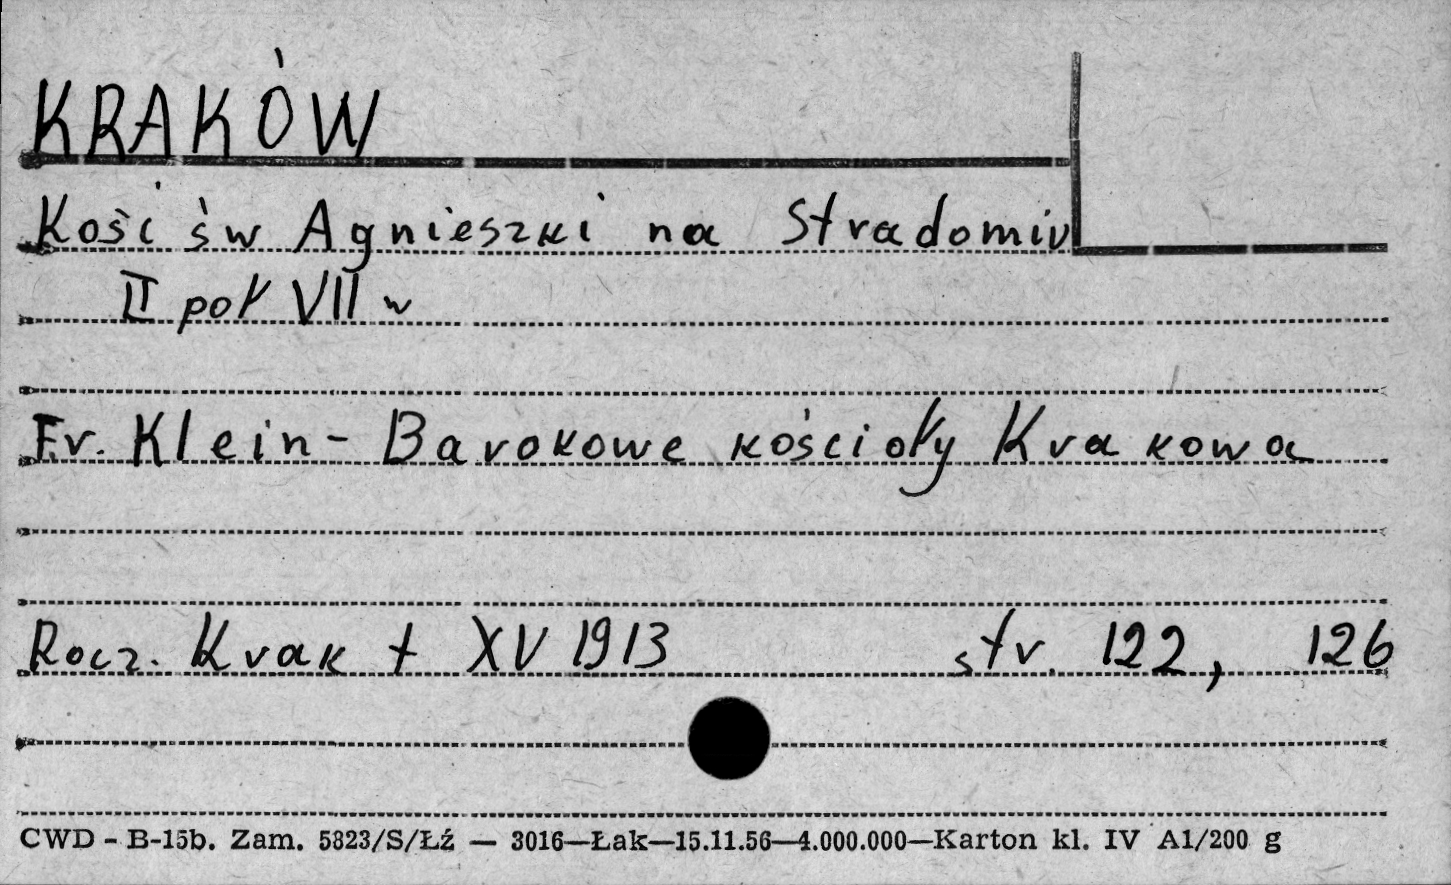 KRAKÓW
Kość św Agnieszki na Stradomiu
II poł VII w
Fr. Klein - Barokowe kościoły Krakowa
Rocz. Krak t XV 1913 str. 122, 126
CWD - B-15b. Zam. 5823/S/Łź — 3016—Łak—15.11.56—4.000.000—Karton kl. IV A1/200 g